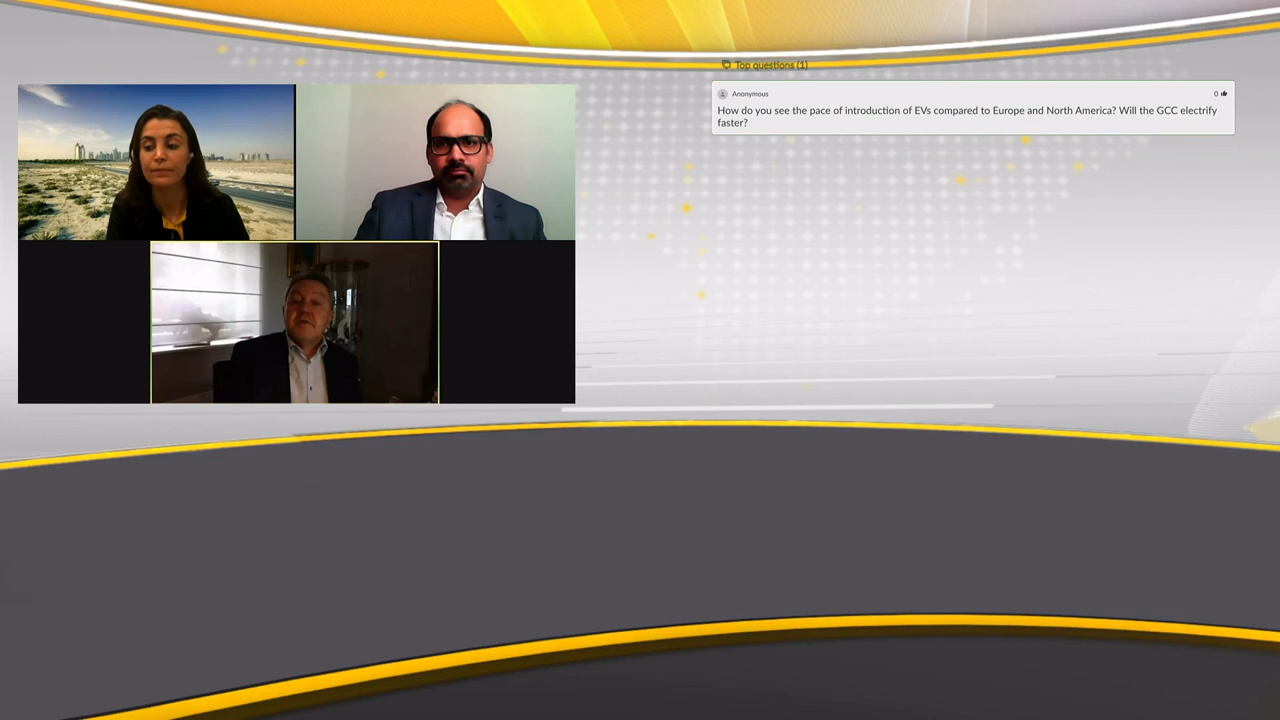 Top questions (1)
Anonymous
0
How do you see the pace of introduction of EVs compared to Europe and North America? Will the GCC electrify
faster?